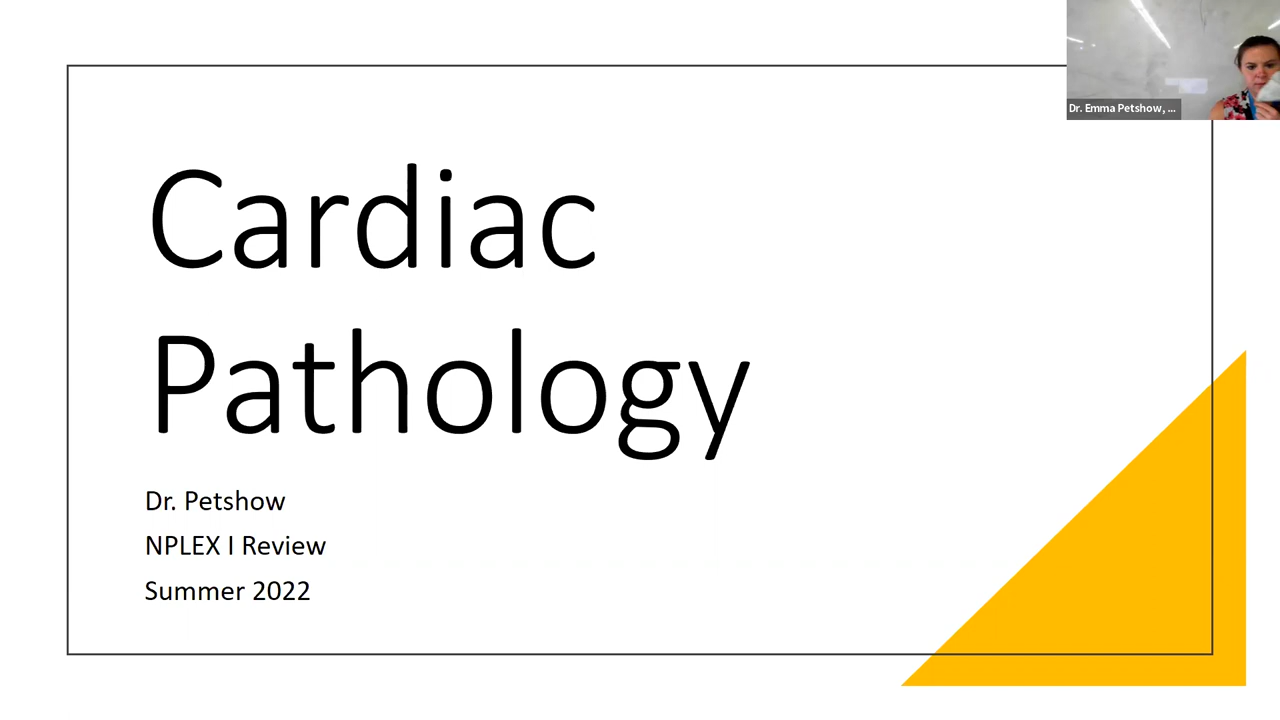 Dr. Emma Petshow, ...
Cardiac
Pathology
Dr. Petshow
NPLEX I Review
Summer 2022